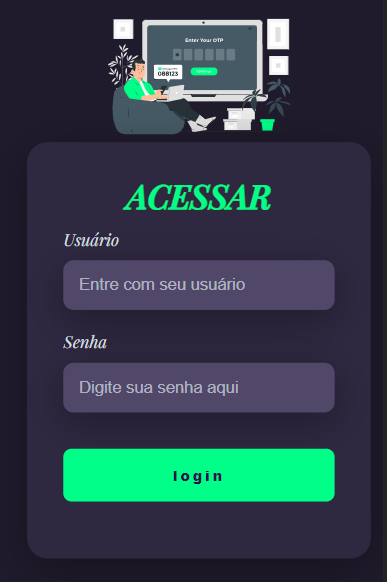 Enter Your OTP
088123
ACESSAR
Usuário
Entre com seu usuário
Senha
Digite sua senha aqui
login